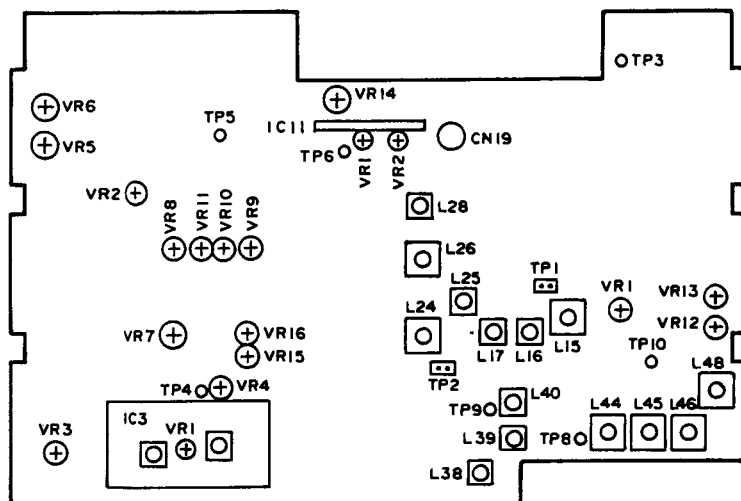 TP3
VR6
VR14
TP5
IC11
VR5
CN19
TP6
VR1
VR2
VR2
L28
VR8
VR11
VR10
VR9
L26
TP1
L25
VR1
VR13
L24
VR7
VR16
VR12
L17
L16
L15
VR15
TP10
L48
TP2
TP4
VR4
L40
TP9
L44
L45
L46
IC3
VR1
VR3
L39
TP8
L38